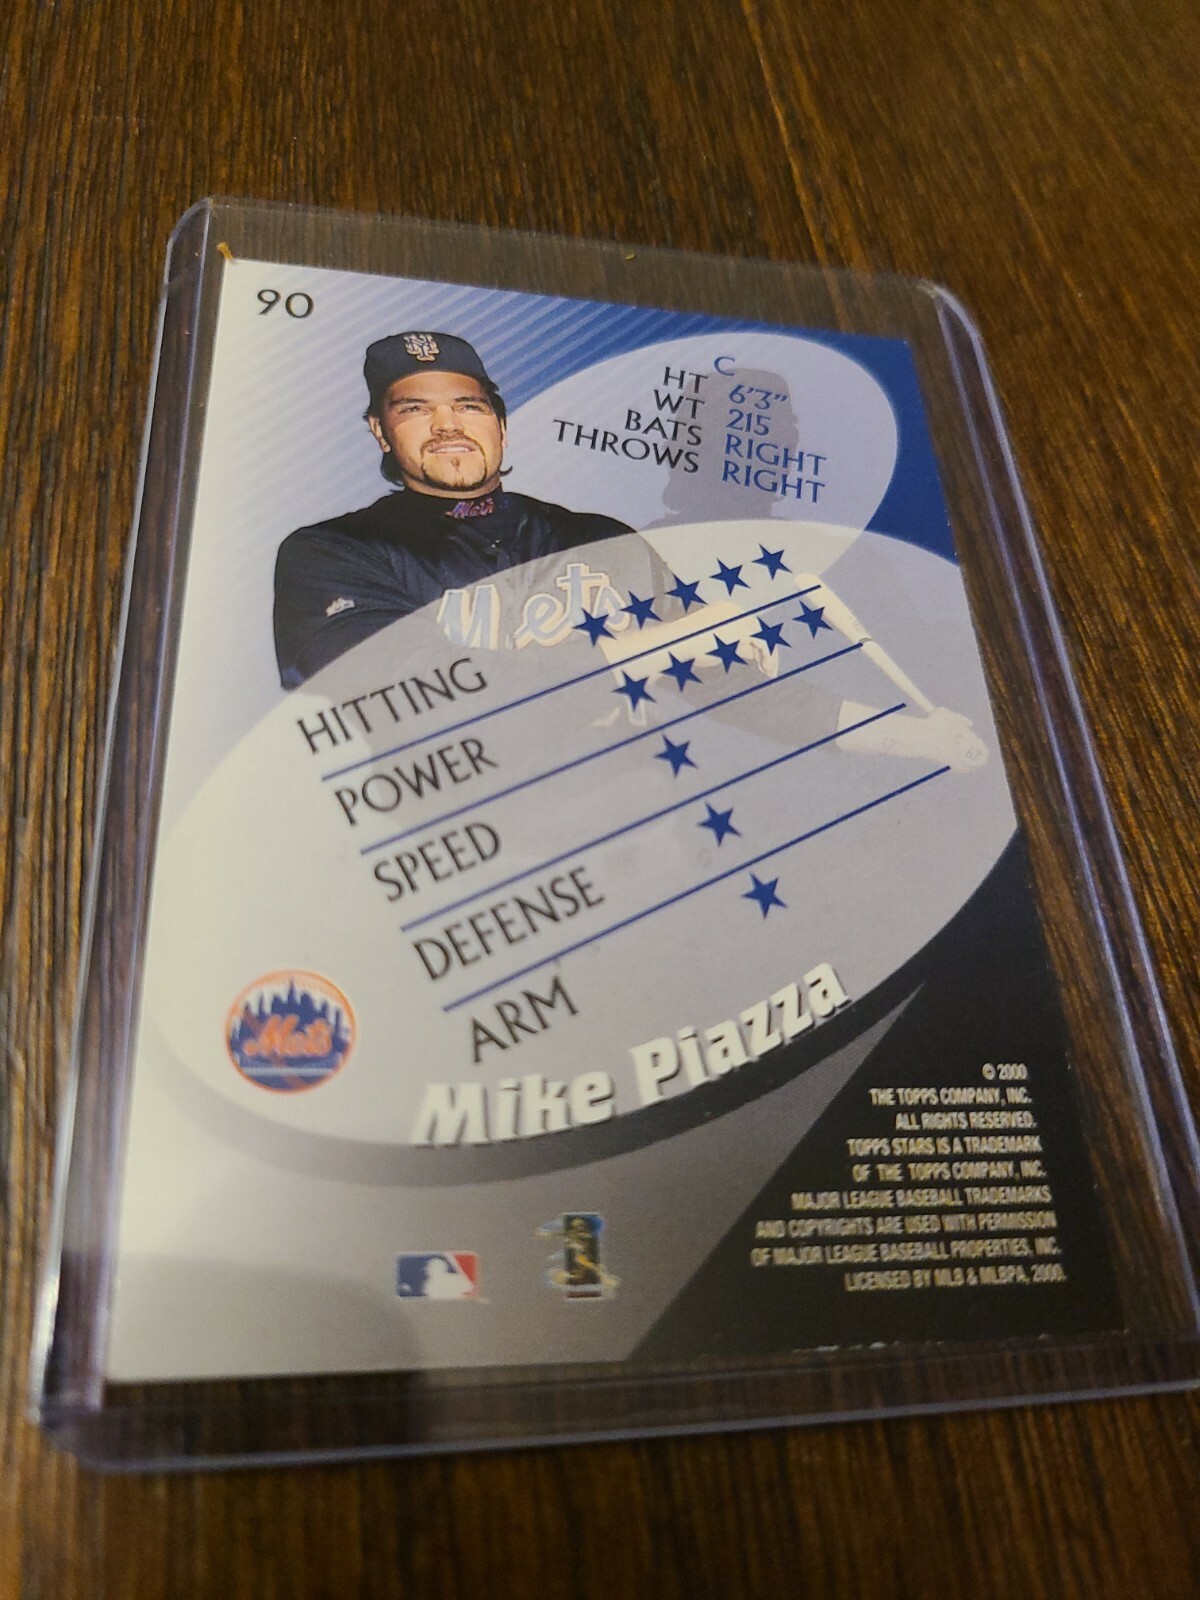 90
C
HT 6'3"
WT 215
BATS RIGHT
THROWS RIGHT
Mets
Mets
HITTING ★★★★★
POWER ★★★★★
SPEED ★
DEFENSE ★
ARM ★
Mets
Mike Piazza
© 2000
THE TOPPS COMPANY, INC.
ALL RIGHTS RESERVED.
TOPPS STARS IS A TRADEMARK
OF THE TOPPS COMPANY, INC.
MAJOR LEAGUE BASEBALL TRADEMARKS
AND COPYRIGHTS ARE USED WITH PERMISSION
OF MAJOR LEAGUE BASEBALL PROPERTIES, INC.
LICENSED BY MLB & MLBPA, 2000.